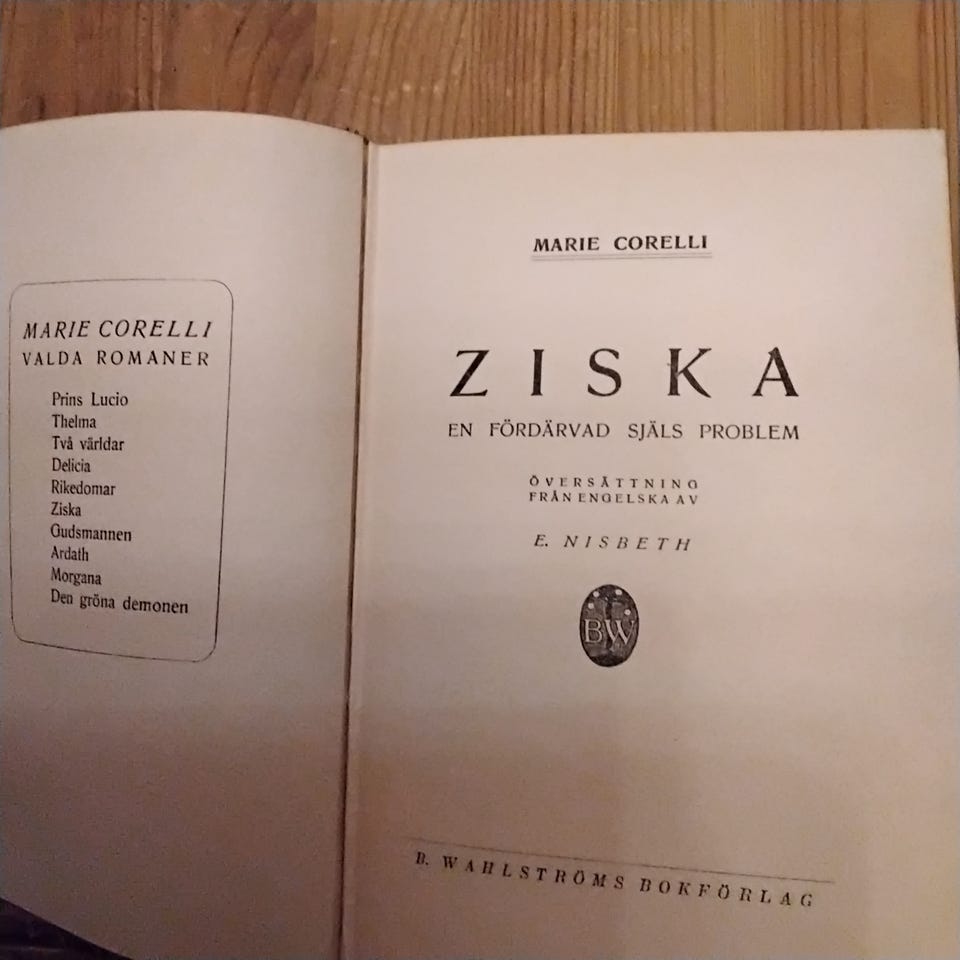 MARIE CORELLI
VALDA ROMANER
Prins Lucio
Thelma
Två världar
Delicia
Rikedomar
Ziska
Gudsmannen
Ardath
Morgana
Den gröna demonen
MARIE CORELLI
ZISKA
EN FÖRDÄRVAD SJÄLS PROBLEM
ÖVERSÄTTNING
FRÅN ENGELSKA AV
E. NISBETH
BW
B. WAHLSTRÖMS BOKFÖRLAG